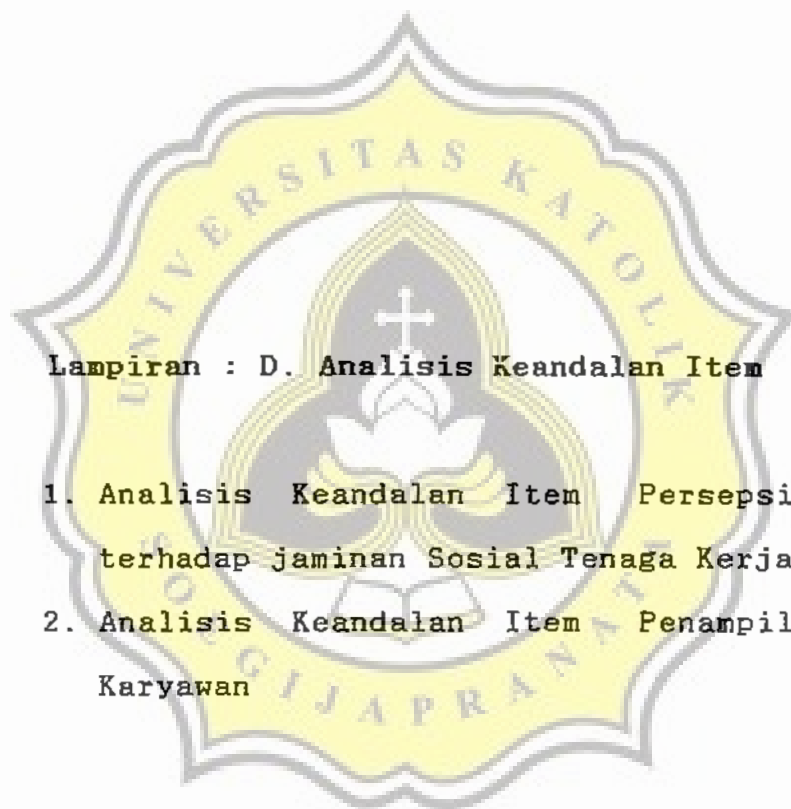 UNIVERSITAS KATOLIK
Lampiran : D. Analisis Keandalan Item
1. Analisis Keandalan Item Persepsi
terhadap jaminan Sosial Tenaga Kerja
2. Analisis Keandalan Item Penampil
Karyawan
SOEGIJAPRANATA